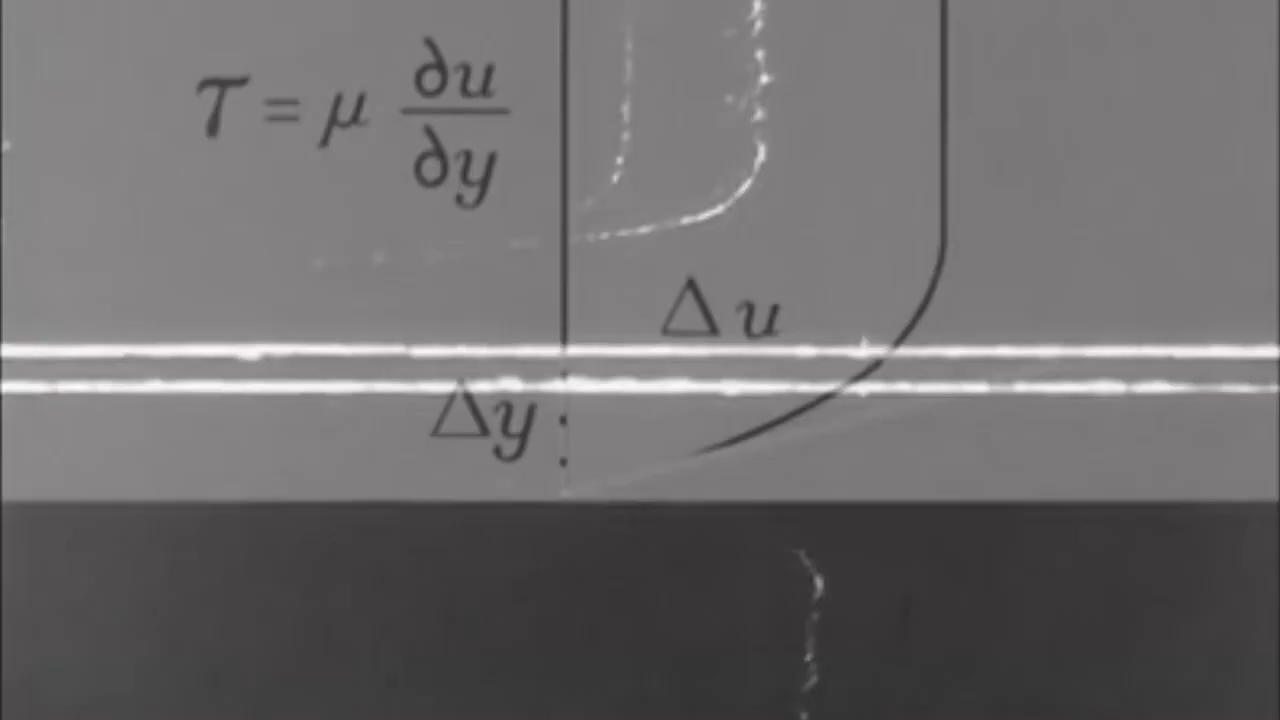 τ = μ ∂u/∂y
Δu
Δy